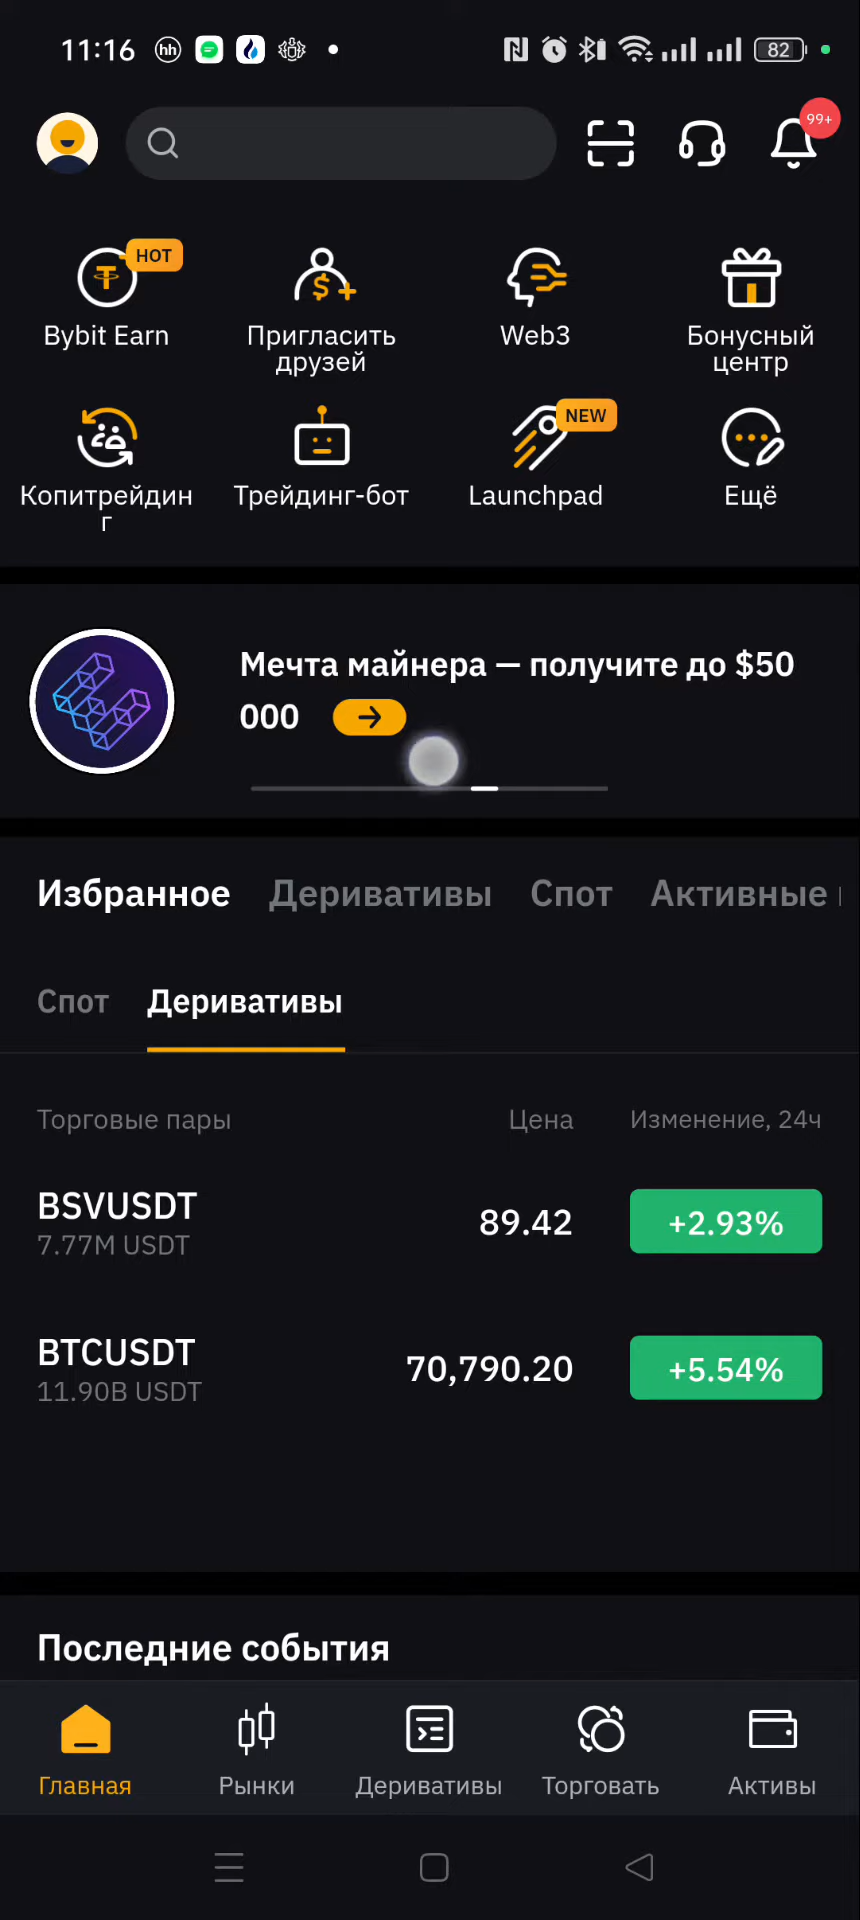 11:16
hh
82
99+
HOT
Bybit Earn
Пригласить
друзей
Web3
Бонусный
центр
NEW
Копитрейдин
г
Трейдинг-бот
Launchpad
Ещё
Мечта майнера — получите до $50
000
Избранное Деривативы Спот Активные
Спот Деривативы
Торговые пары Цена Изменение, 24ч
BSVUSDT 89.42 +2.93%
7.77M USDT
BTCUSDT 70,790.20 +5.54%
11.90B USDT
Последние события
Главная Рынки Деривативы Торговать Активы